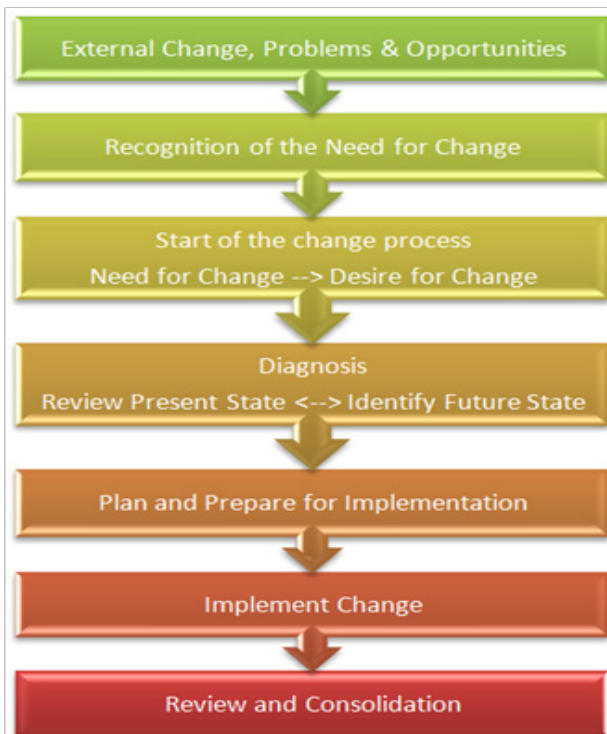 External Change, Problems & Opportunities
Recognition of the Need for Change
Start of the change process
Need for Change --> Desire for Change
Diagnosis
Review Present State <--> Identify Future State
Plan and Prepare for Implementation
Implement Change
Review and Consolidation